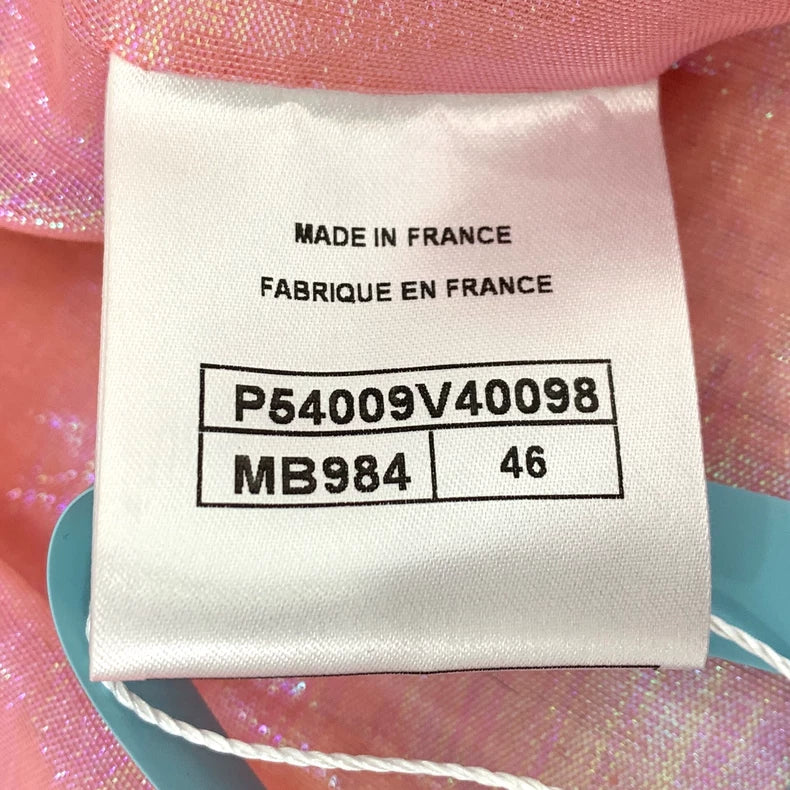 MADE IN FRANCE
FABRIQUE EN FRANCE
P54009V40098
MB984 46